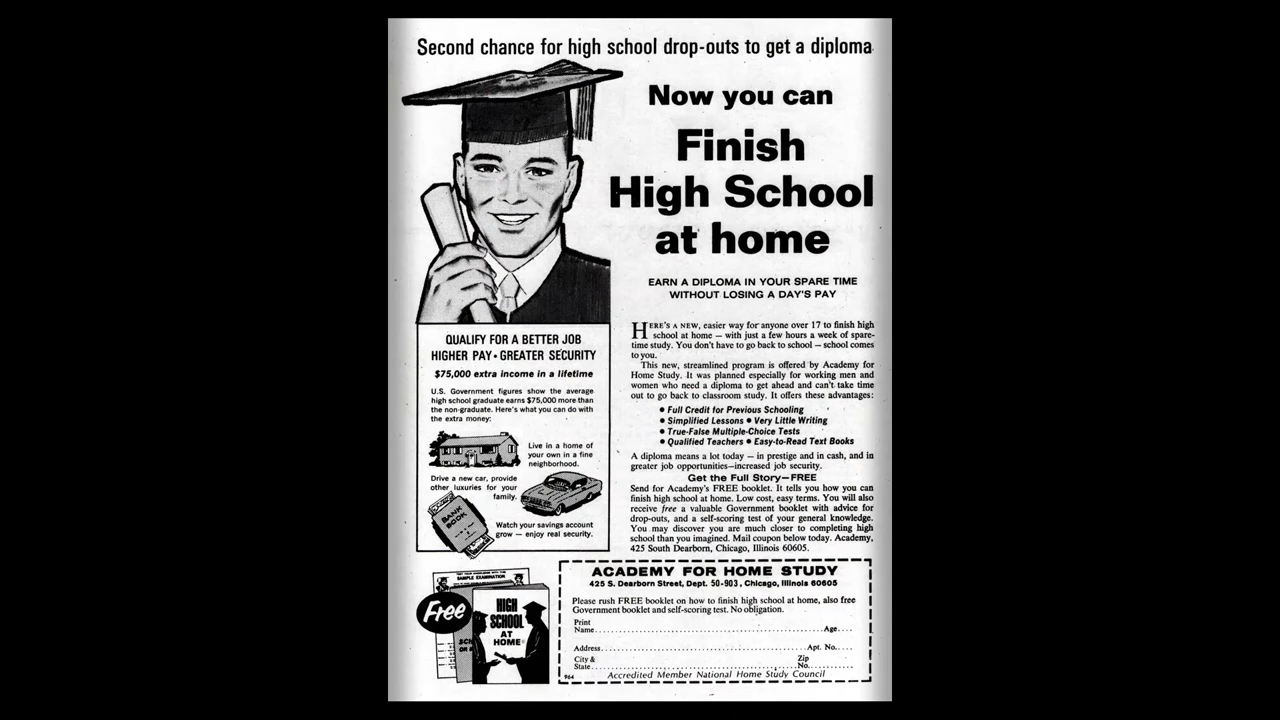 Second chance for high school drop-outs to get a diploma
Now you can
Finish
High School
at home
EARN A DIPLOMA IN YOUR SPARE TIME
WITHOUT LOSING A DAY'S PAY
QUALIFY FOR A BETTER JOB
HIGHER PAY • GREATER SECURITY
$75,000 extra income in a lifetime
U.S. Government figures show the average
high school graduate earns $75,000 more than
the non-graduate. Here's what you can do with
the extra money:
Live in a home of
your own in a fine
neighborhood.
Drive a new car, provide
other luxuries for your
family.
BANK
BOOK
Watch your savings account
grow — enjoy real security.
HERE'S A NEW, easier way for anyone over 17 to finish high
school at home — with just a few hours a week of spare-
time study. You don't have to go back to school — school comes
to you.
This new, streamlined program is offered by Academy for
Home Study. It was planned especially for working men and
women who need a diploma to get ahead and can't take time
out to go back to classroom study. It offers these advantages:
• Full Credit for Previous Schooling
• Simplified Lessons • Very Little Writing
• True-False Multiple-Choice Tests
• Qualified Teachers • Easy-to-Read Text Books
A diploma means a lot today — in prestige and in cash, and in
greater job opportunities—increased job security.
Get the Full Story—FREE
Send for Academy's FREE booklet. It tells you how you can
finish high school at home. Low cost, easy terms. You will also
receive free a valuable Government booklet with advice for
drop-outs, and a self-scoring test of your general knowledge.
You may discover you are much closer to completing high
school than you imagined. Mail coupon below today. Academy,
425 South Dearborn, Chicago, Illinois 60605.
SAMPLE EXAMINATION
Free
HIGH
SCHOOL
AT
HOME
ACADEMY FOR HOME STUDY
425 S. Dearborn Street, Dept. 50-903, Chicago, Illinois 60605
Please rush FREE booklet on how to finish high school at home, also free
Government booklet and self-scoring test. No obligation.
Print
Name Age
Address Apt. No.
City & Zip
State No.
964 Accredited Member National Home Study Council